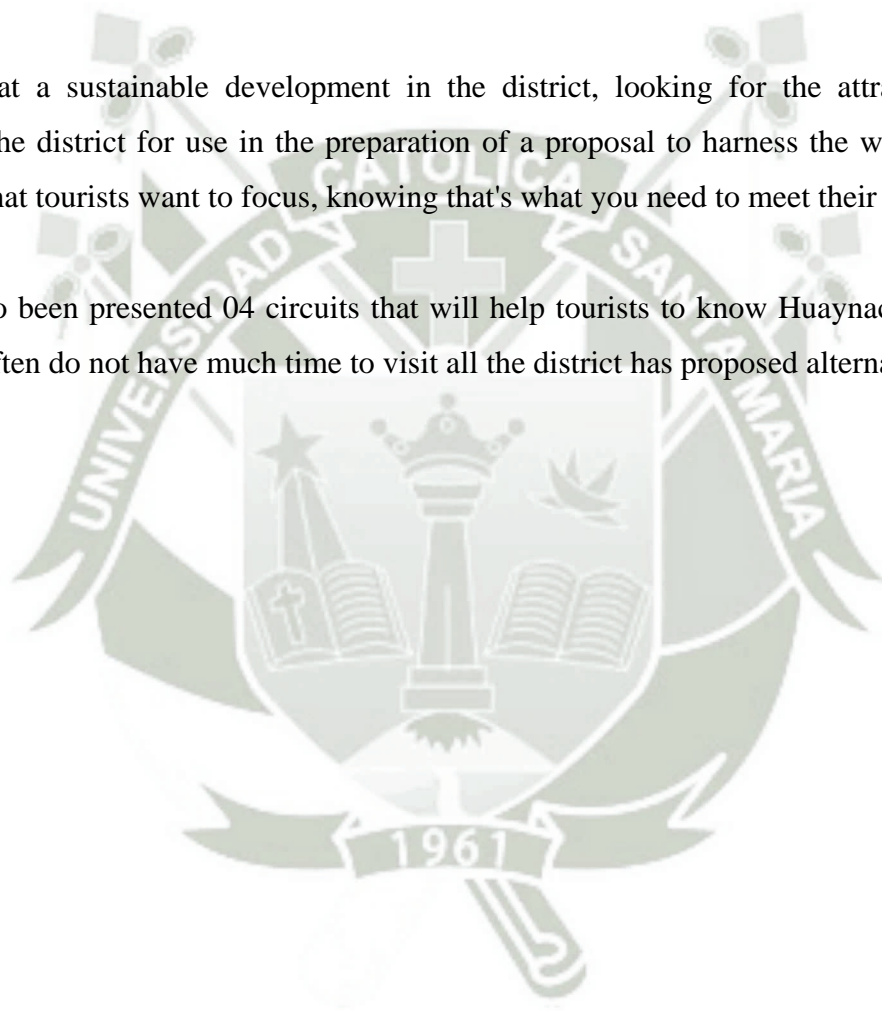 at a sustainable development in the district, looking for the
he district for use in the preparation of a proposal to harness the
hat tourists want to focus, knowing that's what you need to meet their
been presented 04 circuits that will help tourists to know
ften do not have much time to visit all the district has proposed
UNIVERSIDAD CATOLICA SANTA MARIA
P
1961